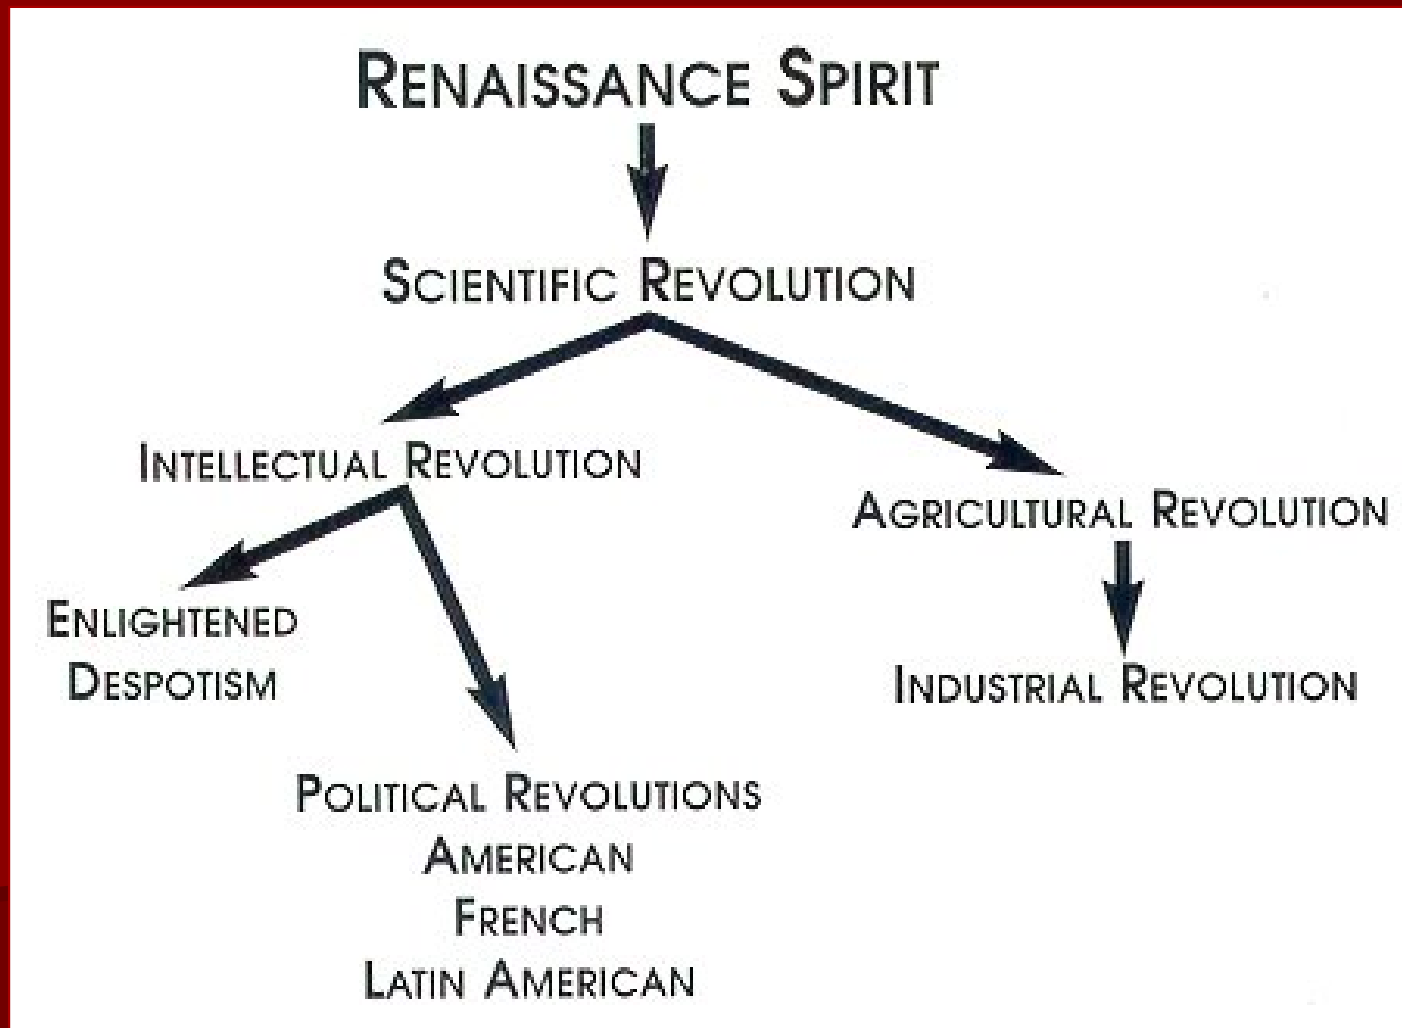 RENAISSANCE SPIRIT
SCIENTIFIC REVOLUTION
INTELLECTUAL REVOLUTION
AGRICULTURAL REVOLUTION
ENLIGHTENED
DESPOTISM
INDUSTRIAL REVOLUTION
POLITICAL REVOLUTIONS
AMERICAN
FRENCH
LATIN AMERICAN